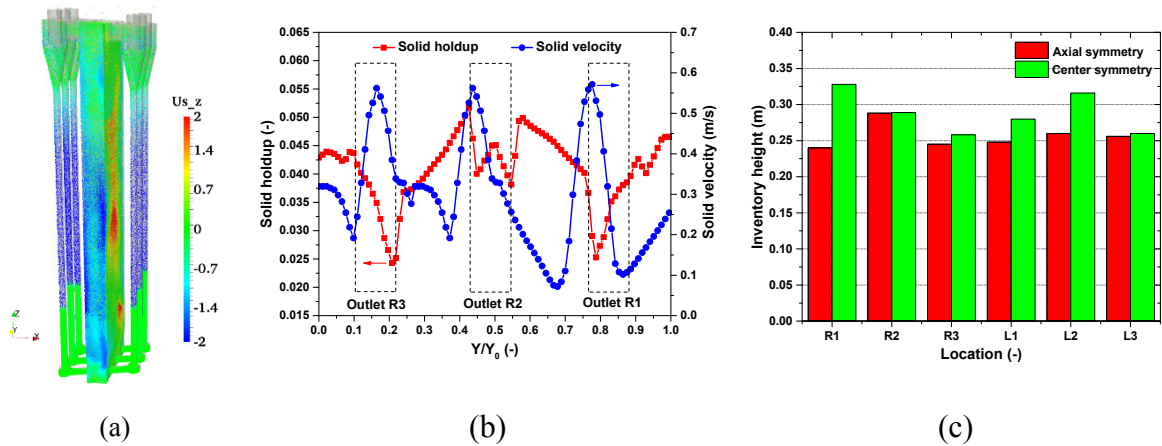 Us_z
2
1.4
0.7
0
-0.7
-1.4
-2
Z
Y
X
(a)
Solid holdup
Solid velocity
0.065
0.060
0.055
0.050
0.045
0.040
0.035
0.030
0.025
0.020
0.015
Solid holdup (-)
0.7
0.6
0.5
0.4
0.3
0.2
0.1
0.0
Solid velocity (m/s)
Outlet R3
Outlet R2
Outlet R1
0.0 0.1 0.2 0.3 0.4 0.5 0.6 0.7 0.8 0.9 1.0
Y/Y₀ (-)
(b)
Axial symmetry
Center symmetry
0.40
0.35
0.30
0.25
0.20
0.15
0.10
0.05
0.00
Inventory height (m)
R1 R2 R3 L1 L2 L3
Location (-)
(c)